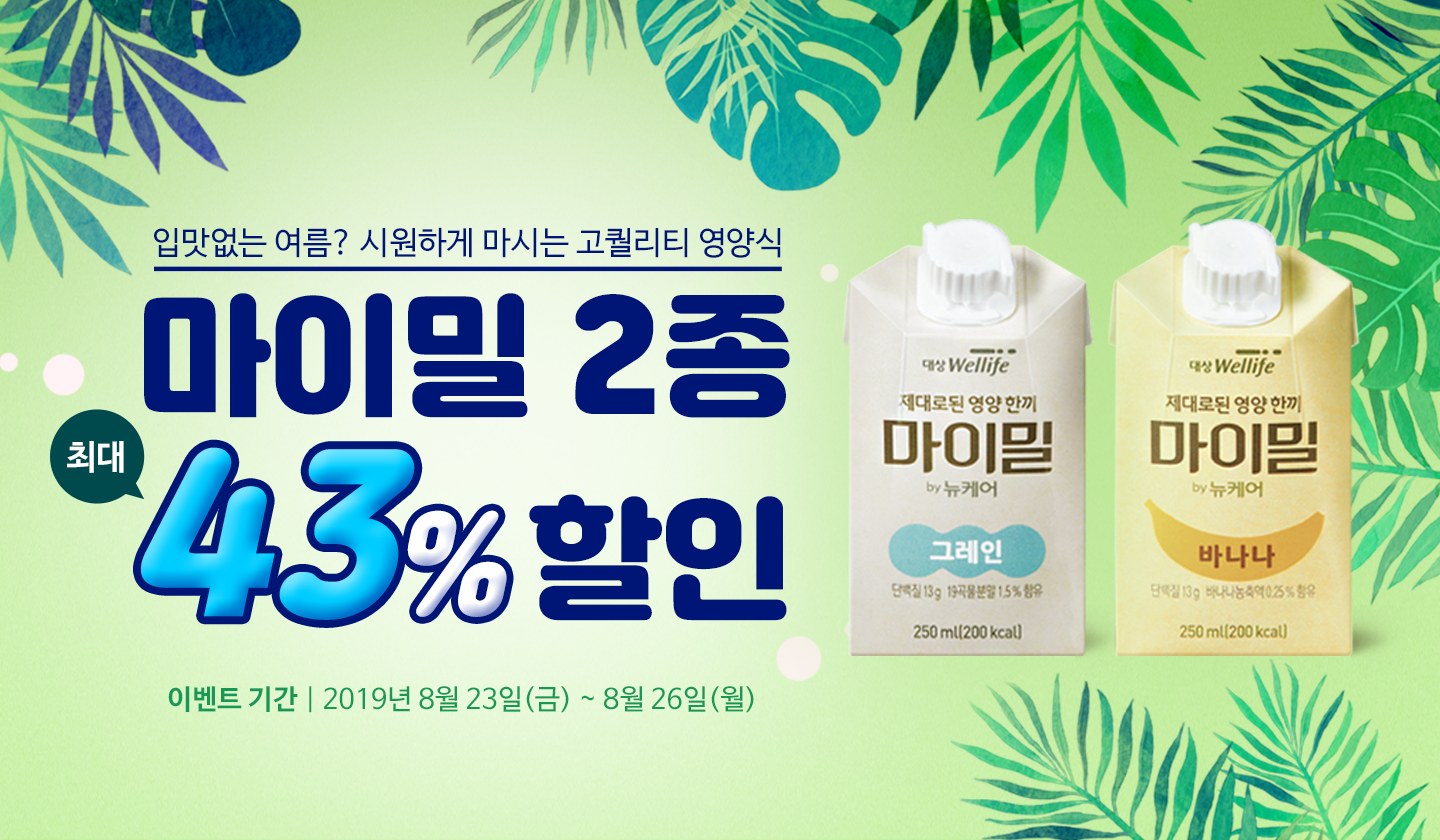 입맛없는 여름? 시원하게 마시는 고퀄리티 영양식
마이밀 2종
최대
43% 할인
이벤트 기간 | 2019년 8월 23일(금) ~ 8월 26일(월)
대상 Wellife
제대로된 영양 한끼
마이밀
by 뉴케어
그레인
단백질 13g 19곡물분말 1.5% 함유
250 ml(200 kcal)
대상 Wellife
제대로된 영양 한끼
마이밀
by 뉴케어
바나나
단백질 13g 바나나농축액 0.25% 함유
250 ml(200 kcal)